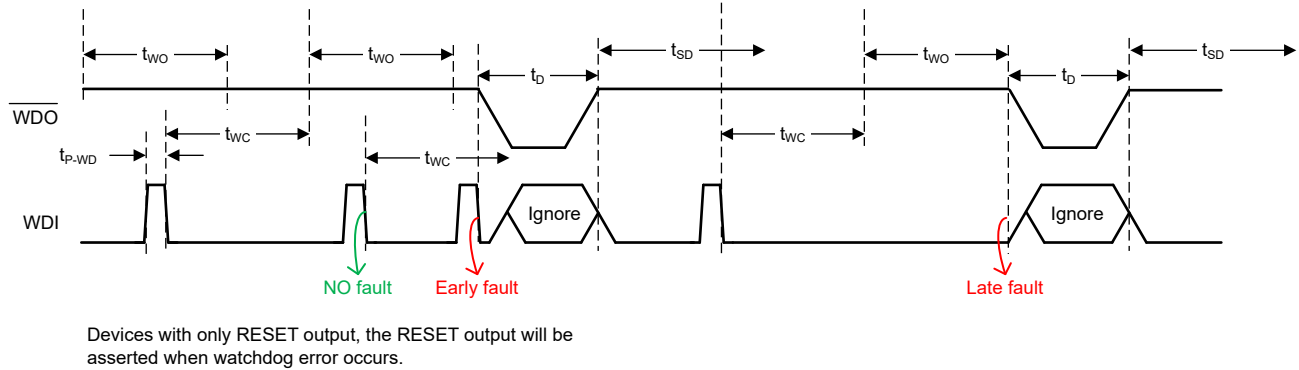 tWO tWO tSD tWO tSD
tD tD
WDO
tWC tWC
tP-WD tWC
WDI Ignore Ignore
NO fault Early fault Late fault
Devices with only RESET output, the RESET output will be
asserted when watchdog error occurs.